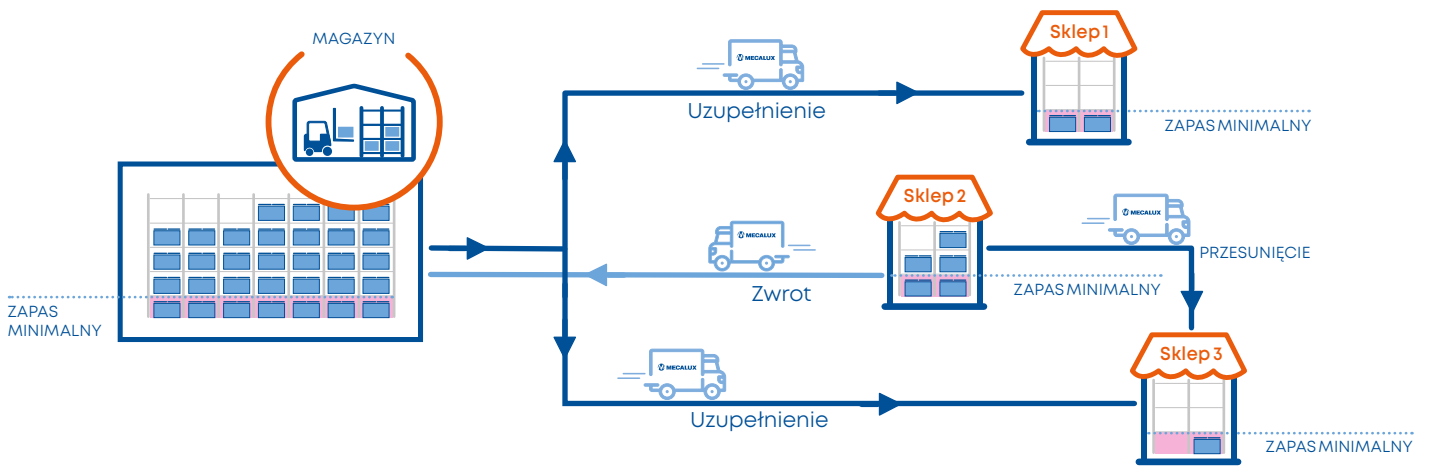 MAGAZYN
ZAPAS
MINIMALNY
MECALUX
Uzupełnienie
Sklep 1
ZAPAS MINIMALNY
MECALUX
Zwrot
Sklep 2
ZAPAS MINIMALNY
MECALUX
PRZESUNIĘCIE
MECALUX
Uzupełnienie
Sklep 3
ZAPAS MINIMALNY